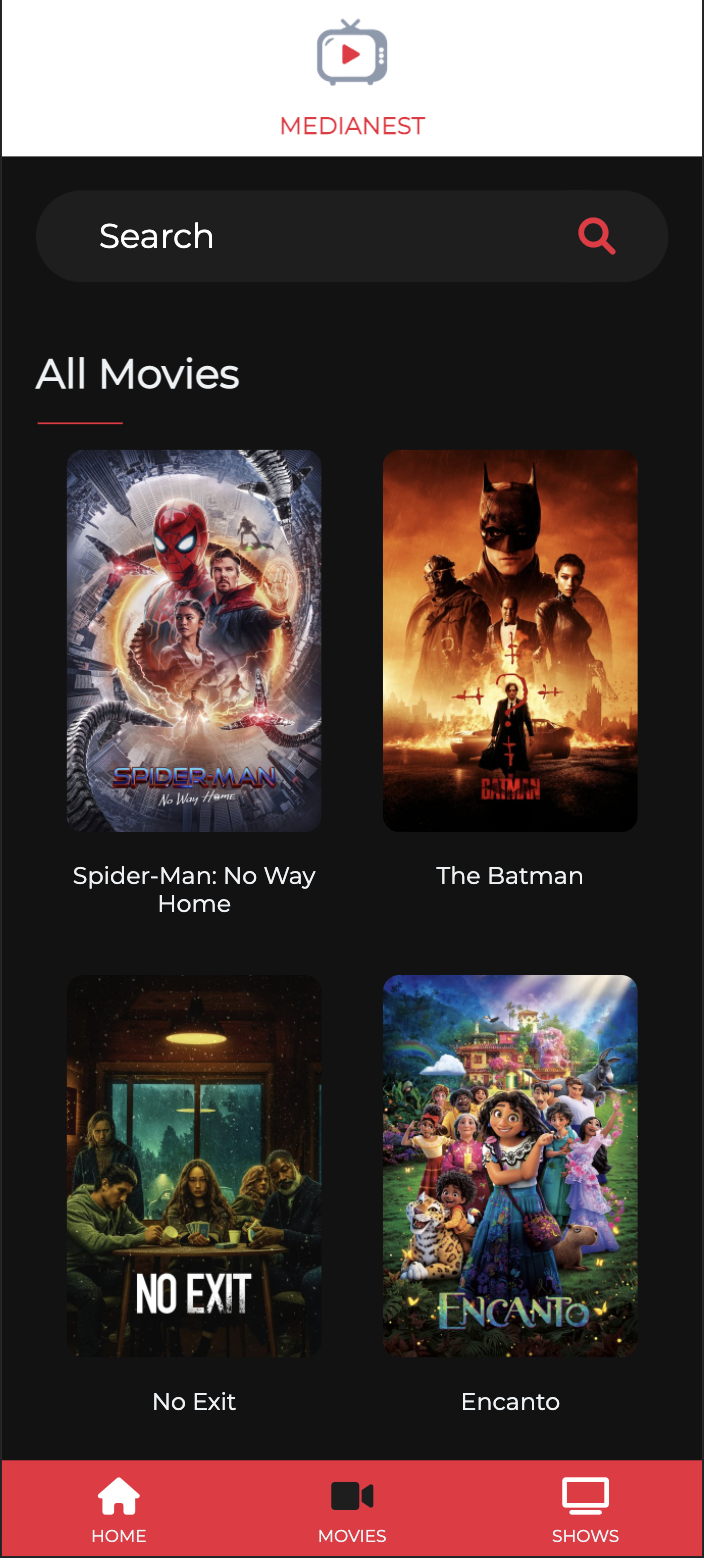 MEDIANEST
Search
All Movies
SPIDER-MAN
No Way Home
BATMAN
Spider-Man: No Way
Home
The Batman
NO EXIT
ENCANTO
No Exit
Encanto
HOME
MOVIES
SHOWS